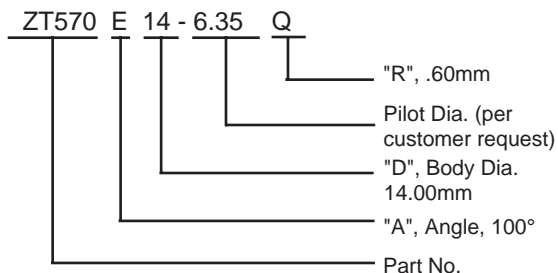 ZT570 E 14 - 6.35 Q
"R", .60mm
Pilot Dia. (per
customer request)
"D", Body Dia.
14.00mm
"A", Angle, 100°
Part No.